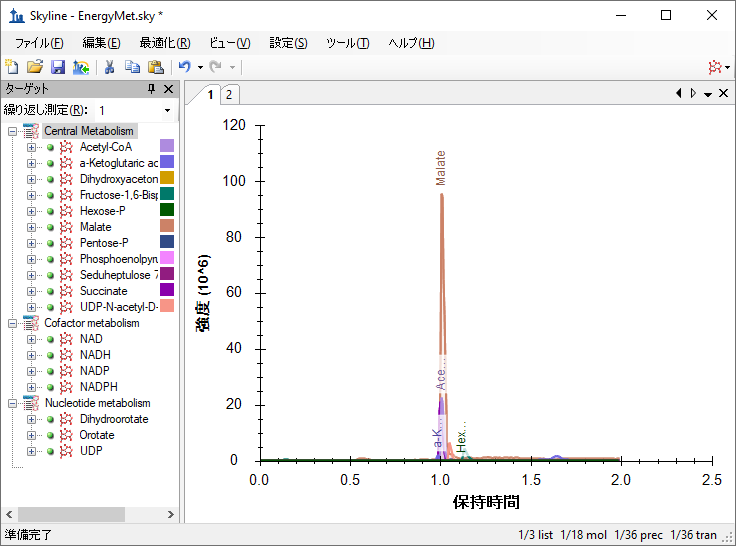 Skyline - EnergyMet.sky *
ファイル(F) 編集(E) 最適化(R) ビュー(V) 設定(S) ツール(T) ヘルプ(H)
ターゲット
繰り返し測定(R): 1
Central Metabolism
Acetyl-CoA
a-Ketoglutaric ac
Dihydroxyaceton
Fructose-1,6-Bisp
Hexose-P
Malate
Pentose-P
Phosphoenolpyru
Seduheptulose 7
Succinate
UDP-N-acetyl-D-
Cofactor metabolism
NAD
NADH
NADP
NADPH
Nucleotide metabolism
Dihydroorotate
Orotate
UDP
1 2
120
100
80
60
40
20
0
強度 (10^6)
Malate
Ace...
a-K...
Hex...
0.0 0.5 1.0 1.5 2.0 2.5
保持時間
準備完了
1/3 list 1/18 mol 1/36 prec 1/36 tran